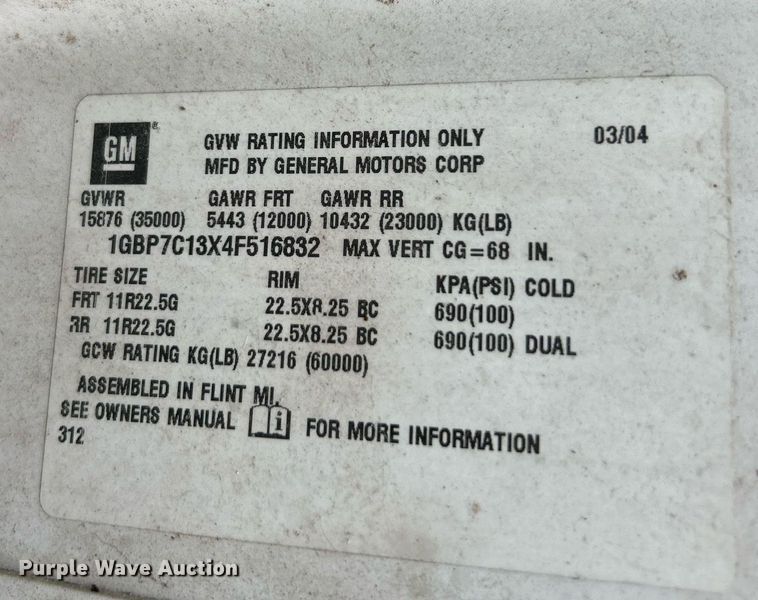 GM® GVW RATING INFORMATION ONLY 03/04
MFD BY GENERAL MOTORS CORP
GVWR GAWR FRT GAWR RR
15876 (35000) 5443 (12000) 10432 (23000) KG(LB)
1GBP7C13X4F516832 MAX VERT CG=68 IN.
TIRE SIZE RIM KPA(PSI) COLD
FRT 11R22.5G 22.5X8.25 BC 690(100)
RR 11R22.5G 22.5X8.25 BC 690(100) DUAL
GCW RATING KG(LB) 27216 (60000)
ASSEMBLED IN FLINT MI.
SEE OWNERS MANUAL i FOR MORE INFORMATION
312
Purple Wave Auction